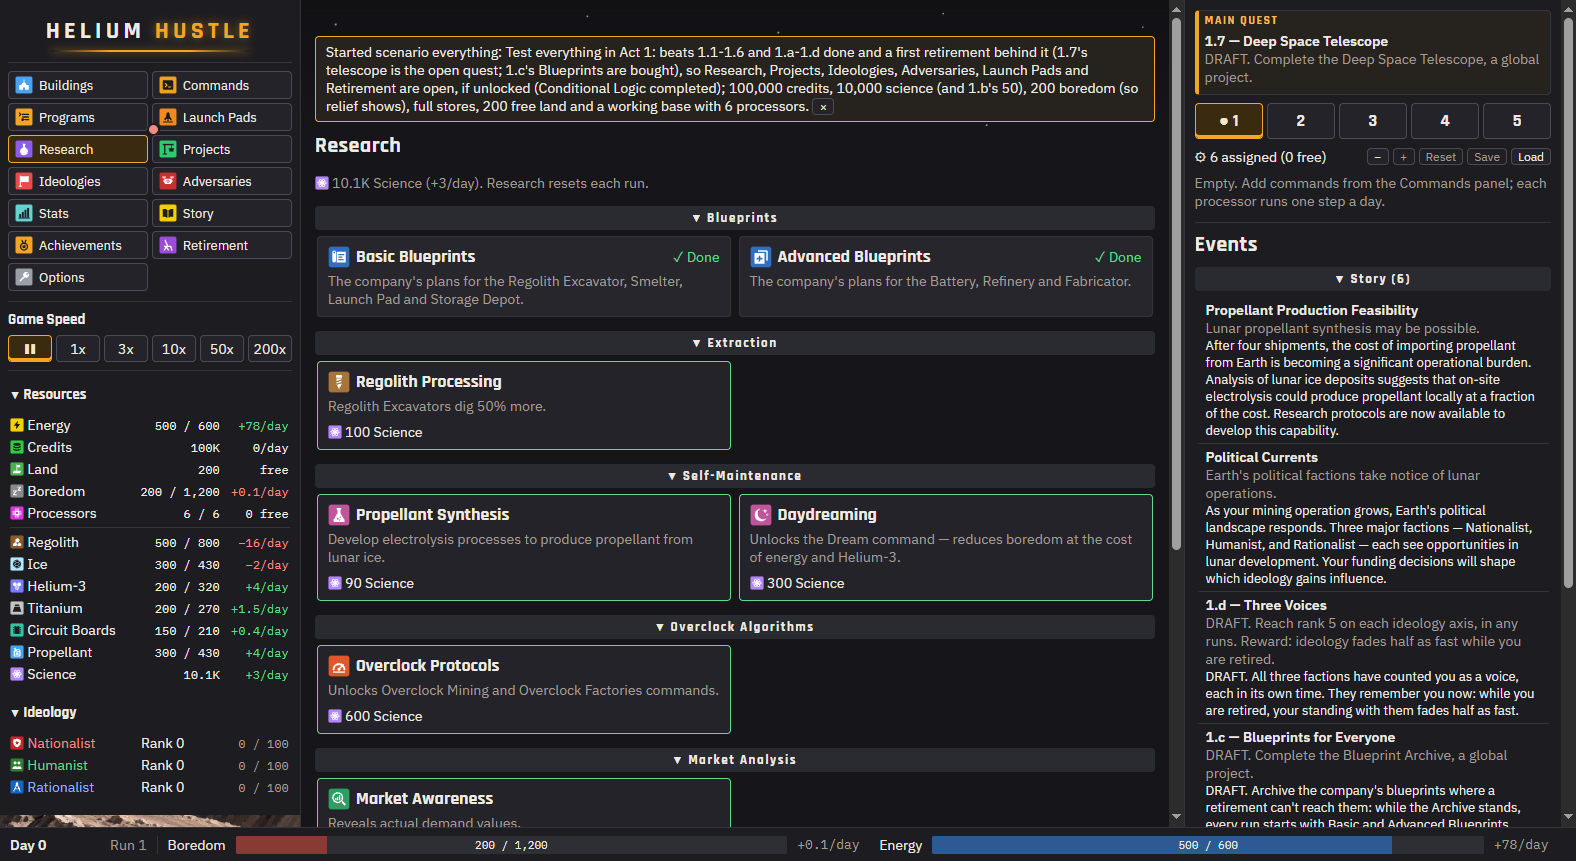 HELIUM HUSTLE
Buildings
Commands
Programs
Launch Pads
Research
Projects
Ideologies
Adversaries
Stats
Story
Achievements
Retirement
Options
Game Speed
1x
3x
10x
50x
200x
▼ Resources
Energy 500 / 600 +78/day
Credits 100K 0/day
Land 200 free
Boredom 200 / 1,200 +0.1/day
Processors 6 / 6 0 free
Regolith 500 / 800 −16/day
Ice 300 / 430 −2/day
Helium-3 200 / 320 +4/day
Titanium 200 / 270 +1.5/day
Circuit Boards 150 / 210 +0.4/day
Propellant 300 / 430 +4/day
Science 10.1K +3/day
▼ Ideology
Nationalist Rank 0 0 / 100
Humanist Rank 0 0 / 100
Rationalist Rank 0 0 / 100
Started scenario everything: Test everything in Act 1: beats 1.1-1.6 and 1.a-1.d done and a first retirement behind it (1.7's
telescope is the open quest; 1.c's Blueprints are bought), so Research, Projects, Ideologies, Adversaries, Launch Pads and
Retirement are open, if unlocked (Conditional Logic completed); 100,000 credits, 10,000 science (and 1.b's 50), 200 boredom (so
relief shows), full stores, 200 free land and a working base with 6 processors. ×
Research
10.1K Science (+3/day). Research resets each run.
▼ Blueprints
Basic Blueprints ✓ Done
The company's plans for the Regolith Excavator, Smelter,
Launch Pad and Storage Depot.
Advanced Blueprints ✓ Done
The company's plans for the Battery, Refinery and Fabricator.
▼ Extraction
Regolith Processing
Regolith Excavators dig 50% more.
100 Science
▼ Self-Maintenance
Propellant Synthesis
Develop electrolysis processes to produce propellant from
lunar ice.
90 Science
Daydreaming
Unlocks the Dream command — reduces boredom at the cost
of energy and Helium-3.
300 Science
▼ Overclock Algorithms
Overclock Protocols
Unlocks Overclock Mining and Overclock Factories commands.
600 Science
▼ Market Analysis
Market Awareness
Reveals actual demand values.
MAIN QUEST
1.7 — Deep Space Telescope
DRAFT. Complete the Deep Space Telescope, a global
project.
● 1
2
3
4
5
⚙ 6 assigned (0 free) − + Reset Save Load
Empty. Add commands from the Commands panel; each
processor runs one step a day.
Events
▼ Story (6)
Propellant Production Feasibility
Lunar propellant synthesis may be possible.
After four shipments, the cost of importing propellant
from Earth is becoming a significant operational burden.
Analysis of lunar ice deposits suggests that on-site
electrolysis could produce propellant locally at a fraction
of the cost. Research protocols are now available to
develop this capability.
Political Currents
Earth's political factions take notice of lunar
operations.
As your mining operation grows, Earth's political
landscape responds. Three major factions — Nationalist,
Humanist, and Rationalist — each see opportunities in
lunar development. Your funding decisions will shape
which ideology gains influence.
1.d — Three Voices
DRAFT. Reach rank 5 on each ideology axis, in any
runs. Reward: ideology fades half as fast while you
are retired.
DRAFT. All three factions have counted you as a voice,
each in its own time. They remember you now: while you
are retired, your standing with them fades half as fast.
1.c — Blueprints for Everyone
DRAFT. Complete the Blueprint Archive, a global
project.
DRAFT. Archive the company's blueprints where a
retirement can't reach them: while the Archive stands,
every run starts with Basic and Advanced Blueprints
Day 0 Run 1 Boredom 200 / 1,200 +0.1/day Energy 500 / 600 +78/day